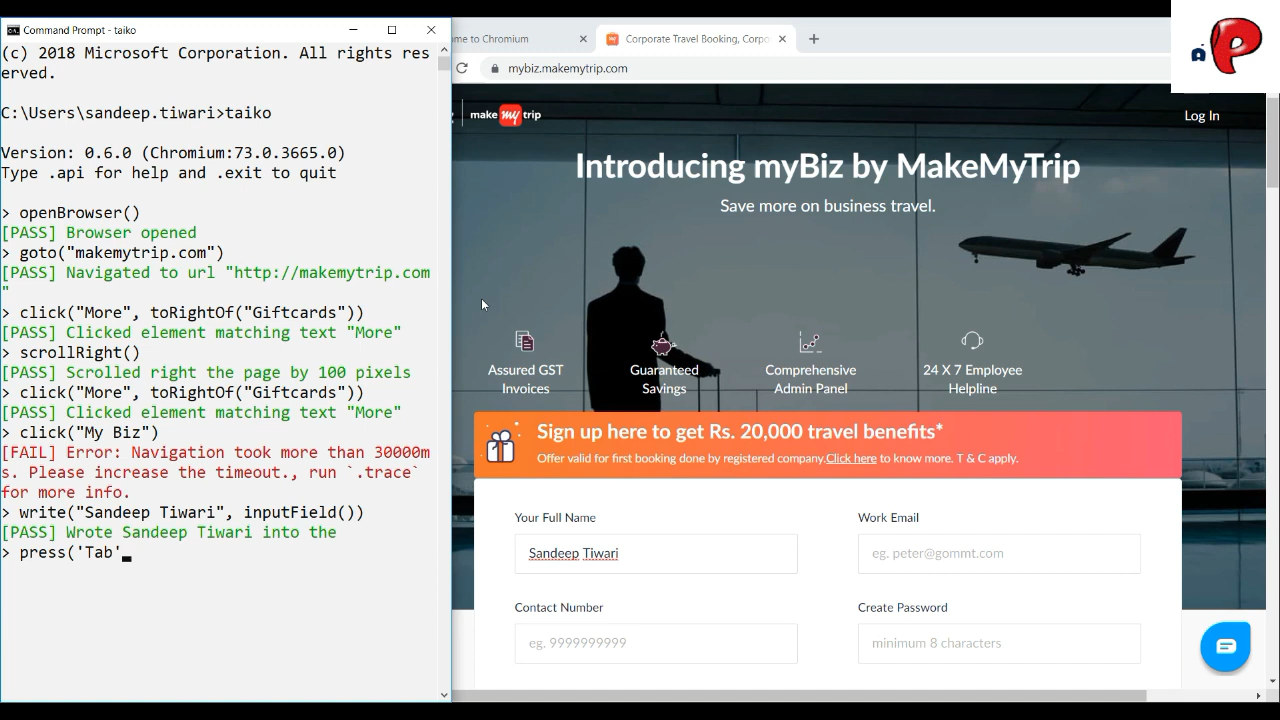 Command Prompt - taiko
(c) 2018 Microsoft Corporation. All rights res
erved.
C:\Users\sandeep.tiwari>taiko
Version: 0.6.0 (Chromium:73.0.3665.0)
Type .api for help and .exit to quit
> openBrowser()
[PASS] Browser opened
> goto("makemytrip.com")
[PASS] Navigated to url "http://makemytrip.com
"
> click("More", toRightOf("Giftcards"))
[PASS] Clicked element matching text "More"
> scrollRight()
[PASS] Scrolled right the page by 100 pixels
> click("More", toRightOf("Giftcards"))
[PASS] Clicked element matching text "More"
> click("My Biz")
[FAIL] Error: Navigation took more than 30000m
s. Please increase the timeout., run `.trace`
for more info.
> write("Sandeep Tiwari", inputField())
[PASS] Wrote Sandeep Tiwari into the
> press('Tab'
me to Chromium
Corporate Travel Booking, Corpo
mybiz.makemytrip.com
make my trip
Log In
Introducing myBiz by MakeMyTrip
Save more on business travel.
Assured GST
Invoices
Guaranteed
Savings
Comprehensive
Admin Panel
24 X 7 Employee
Helpline
Sign up here to get Rs. 20,000 travel benefits*
Offer valid for first booking done by registered company.Click here to know more. T & C apply.
Your Full Name
Work Email
Sandeep Tiwari
eg. peter@gommt.com
Contact Number
Create Password
eg. 9999999999
minimum 8 characters